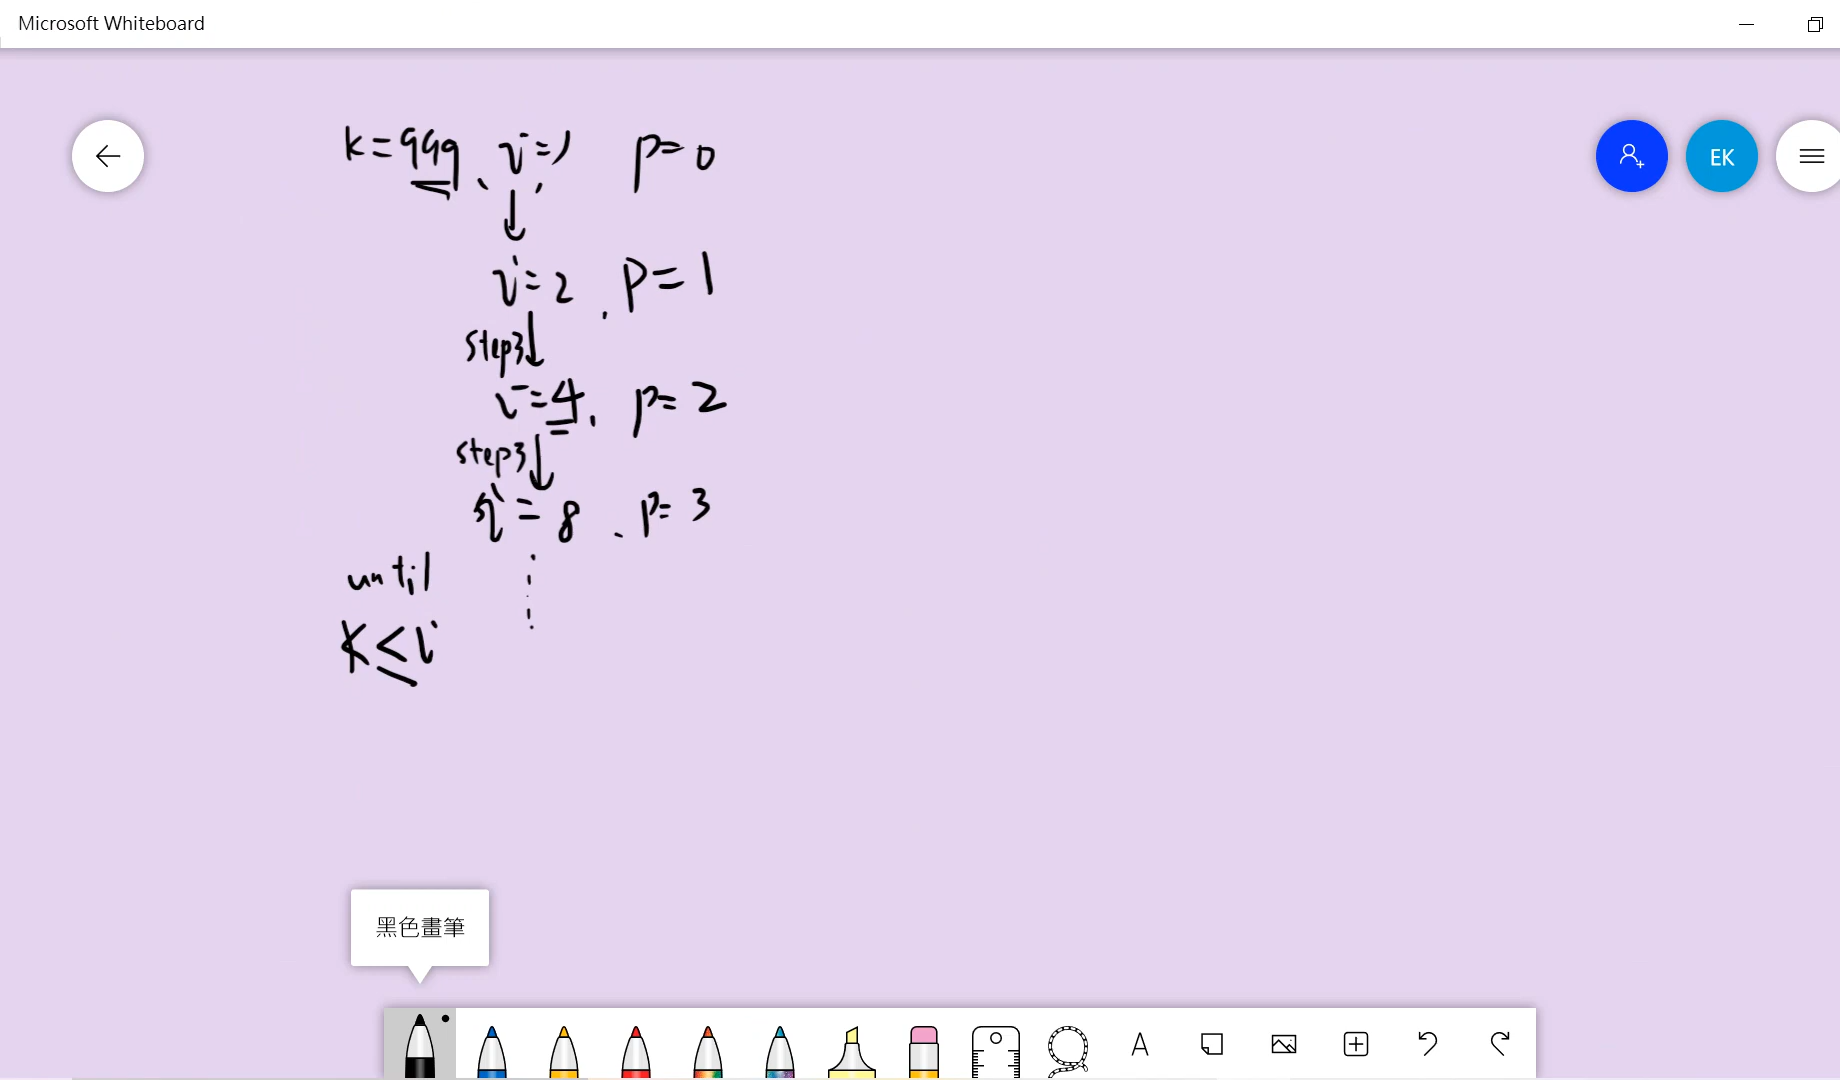 Microsoft Whiteboard
k=999、i=1 p=0
EK
i=2, p=1
step3
i=4, p=2
step3
i=8、p=3
until
k≤i
黑色畫筆
A